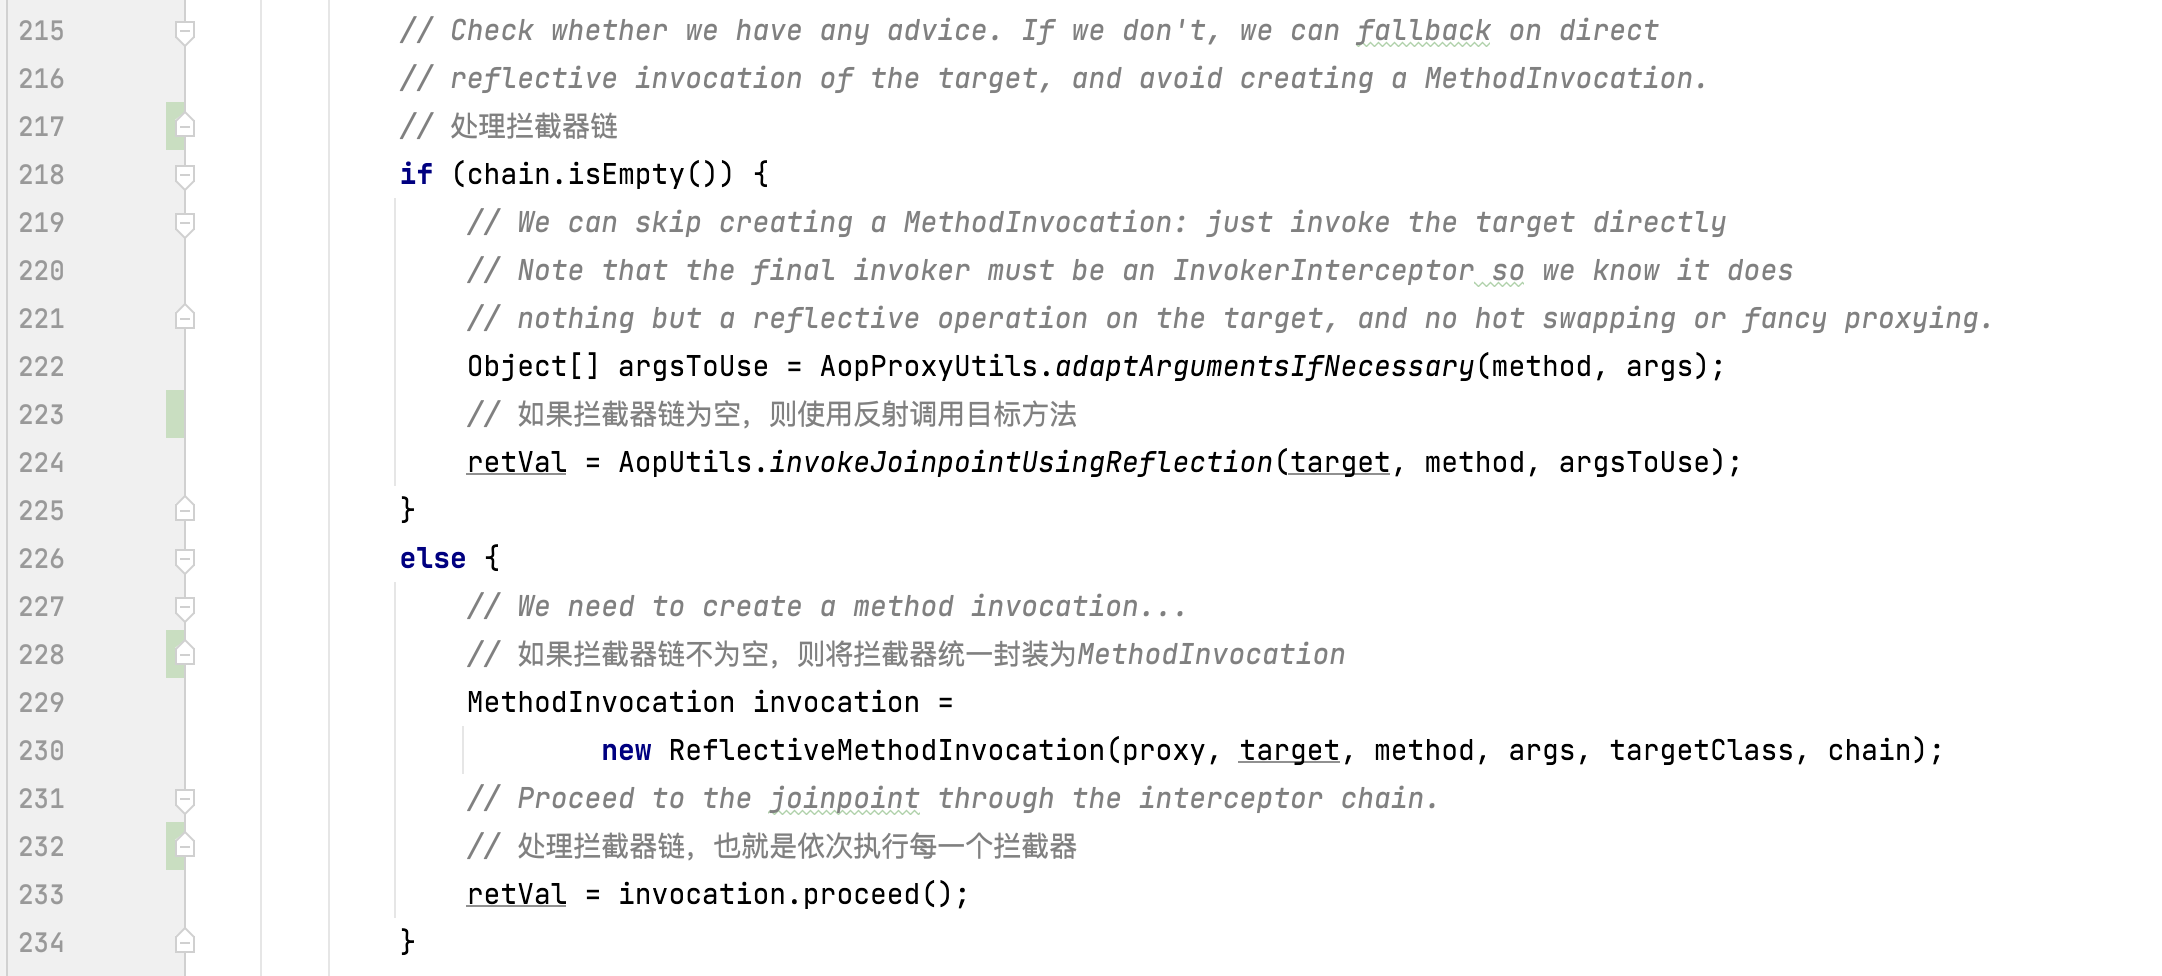 215 // Check whether we have any advice. If we don't, we can fallback on direct
216 // reflective invocation of the target, and avoid creating a MethodInvocation.
217 // 处理拦截器链
218 if (chain.isEmpty()) {
219 // We can skip creating a MethodInvocation: just invoke the target directly
220 // Note that the final invoker must be an InvokerInterceptor so we know it does
221 // nothing but a reflective operation on the target, and no hot swapping or fancy proxying.
222 Object[] argsToUse = AopProxyUtils.adaptArgumentsIfNecessary(method, args);
223 // 如果拦截器链为空，则使用反射调用目标方法
224 retVal = AopUtils.invokeJoinpointUsingReflection(target, method, argsToUse);
225 }
226 else {
227 // We need to create a method invocation...
228 // 如果拦截器链不为空，则将拦截器统一封装为MethodInvocation
229 MethodInvocation invocation =
230 new ReflectiveMethodInvocation(proxy, target, method, args, targetClass, chain);
231 // Proceed to the joinpoint through the interceptor chain.
232 // 处理拦截器链，也就是依次执行每一个拦截器
233 retVal = invocation.proceed();
234 }